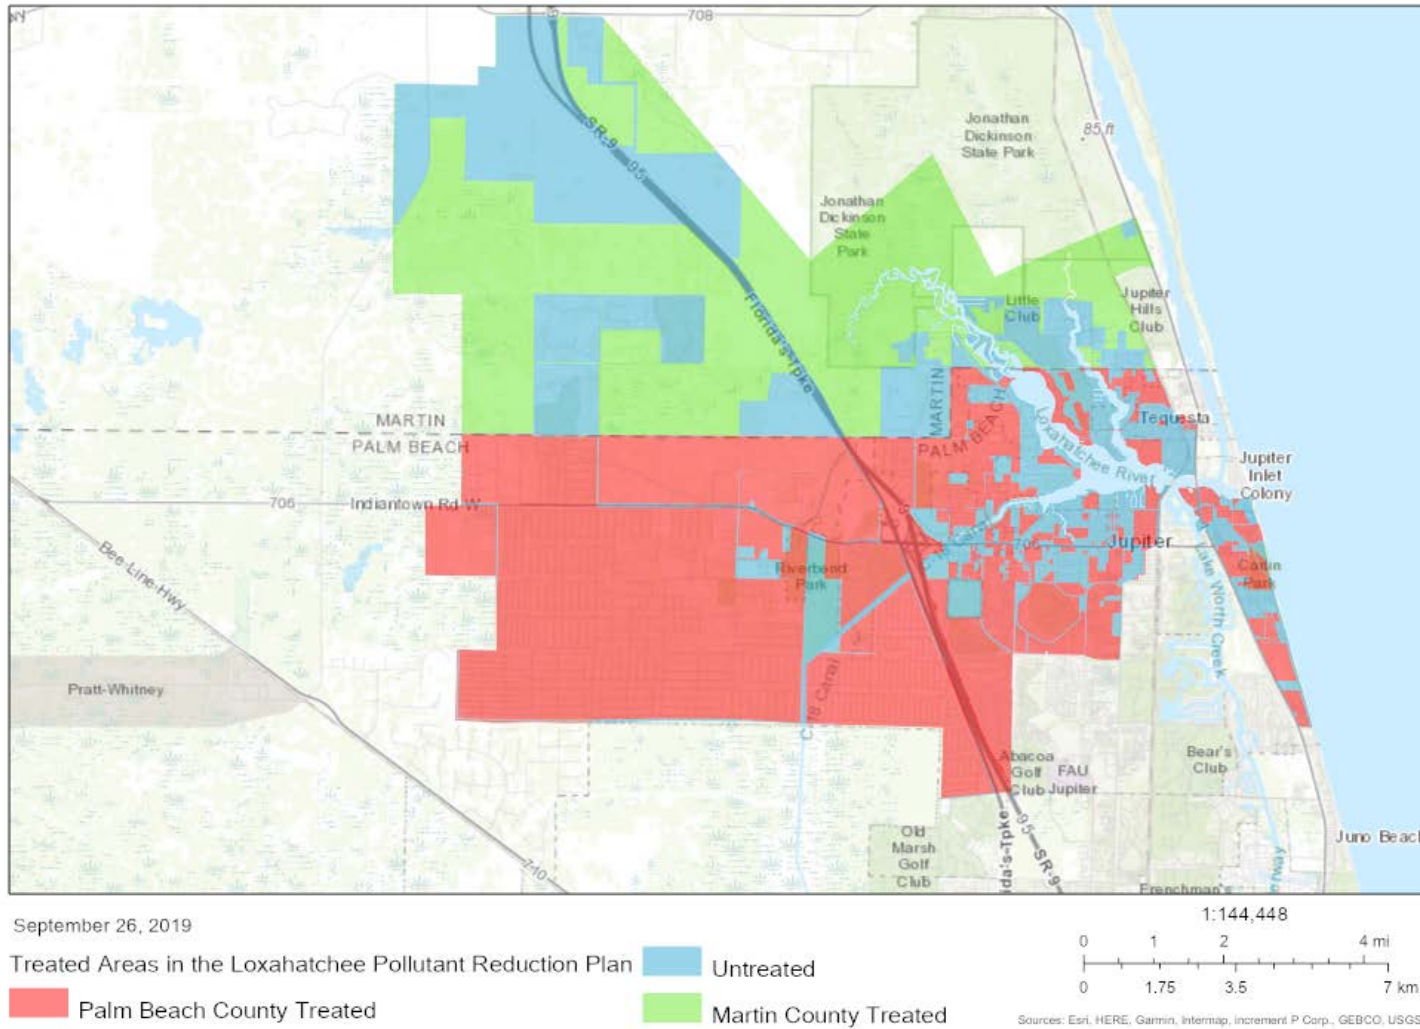 708
Jonathan
Dickinson
State Park
85 ft
SR-9
95
Jonathan
Dickinson
State
Park
Florida's-Tpke
Little
Club
Jupiter
Hills
Club
MARTIN
PALM BEACH
MARTIN
PALM BEACH
Tequesta
Loxahatchee River
Jupiter
Inlet
Colony
706
Indiantown Rd W
706
Jupiter
Bee Line Hwy
Riverbend
Park
Carlin
Park
Lake Worth Creek
Pratt-Whitney
C-18 Canal
Bear's
Club
Abacoa
Golf
Club
FAU
Jupiter
Old
Marsh
Golf
Club
ida's-Tpke
95
SR-9
Juno Beach
710
Frenchman's
erway
September 26, 2019
Treated Areas in the Loxahatchee Pollutant Reduction Plan
Palm Beach County Treated
Untreated
Martin County Treated
1:144,448
0 1 2 4 mi
0 1.75 3.5 7 km
Sources: Esri, HERE, Garmin, Intermap, increment P Corp., GEBCO, USGS